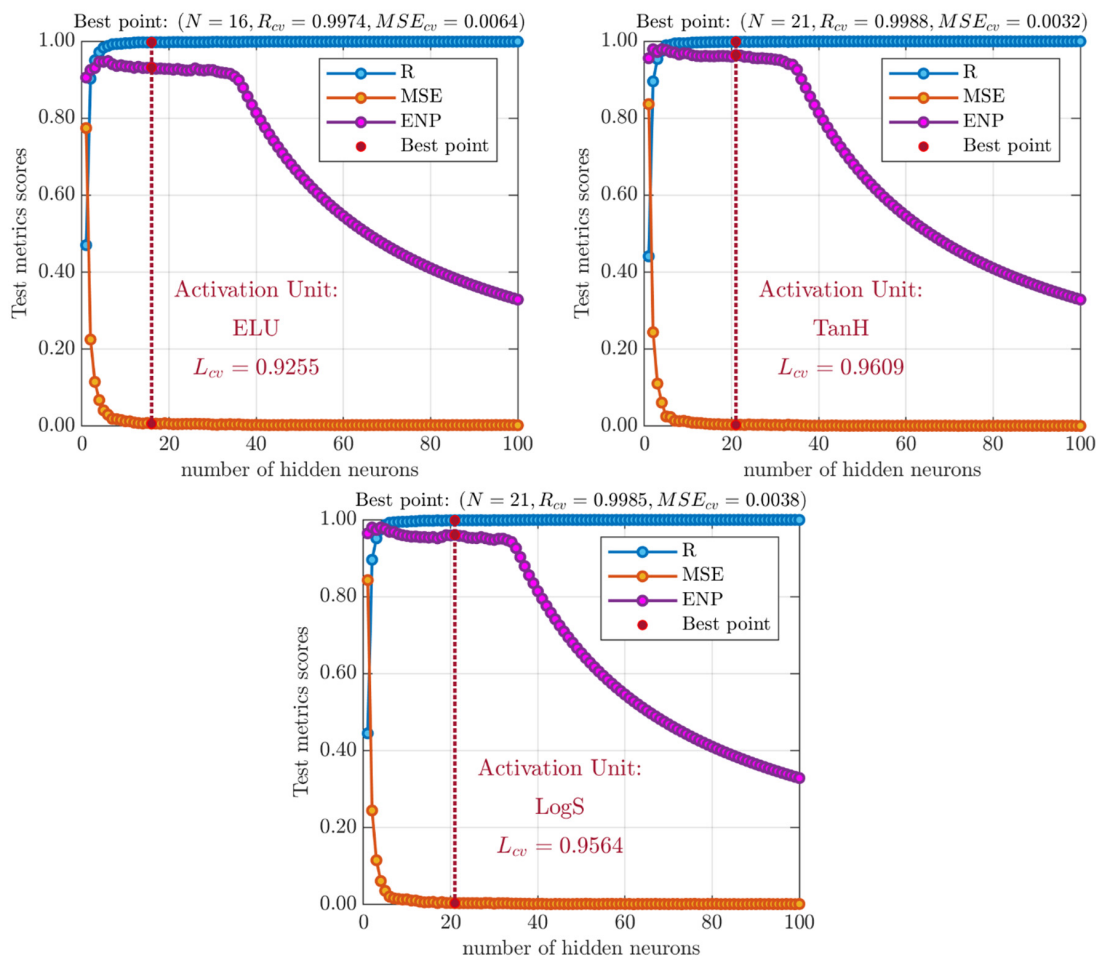 Best point: (N = 16, R_cv = 0.9974, MSE_cv = 0.0064)
1.00
0.80
0.60
0.40
0.20
0.00
Test metrics scores
R
MSE
ENP
Best point
Activation Unit:
ELU
L_cv = 0.9255
0 20 40 60 80 100
number of hidden neurons
Best point: (N = 21, R_cv = 0.9988, MSE_cv = 0.0032)
1.00
0.80
0.60
0.40
0.20
0.00
Test metrics scores
R
MSE
ENP
Best point
Activation Unit:
TanH
L_cv = 0.9609
0 20 40 60 80 100
number of hidden neurons
Best point: (N = 21, R_cv = 0.9985, MSE_cv = 0.0038)
1.00
0.80
0.60
0.40
0.20
0.00
Test metrics scores
R
MSE
ENP
Best point
Activation Unit:
LogS
L_cv = 0.9564
0 20 40 60 80 100
number of hidden neurons